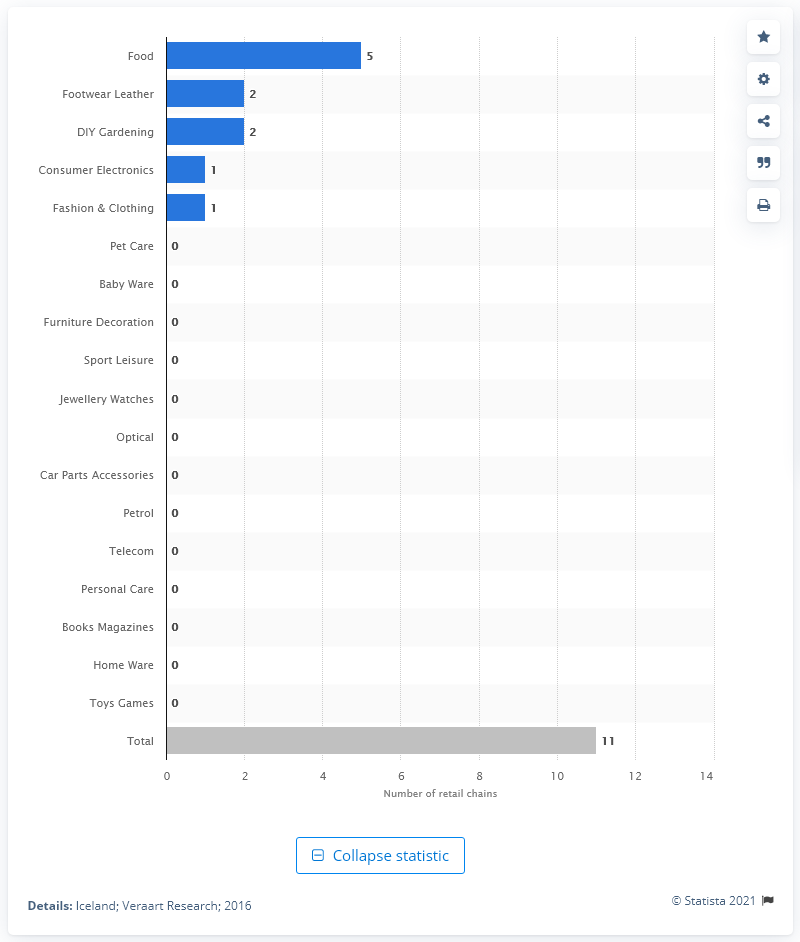 Food 5
Footwear Leather 2
DIY Gardening 2
Consumer Electronics 1
Fashion & Clothing 1
Pet Care 0
Baby Ware 0
Furniture Decoration 0
Sport Leisure 0
Jewellery Watches 0
Optical 0
Car Parts Accessories 0
Petrol 0
Telecom 0
Personal Care 0
Books Magazines 0
Home Ware 0
Toys Games 0
Total 11
0 2 4 6 8 10 12 14
Number of retail chains
Collapse statistic
© Statista 2021
Details: Iceland; Veraart Research; 2016